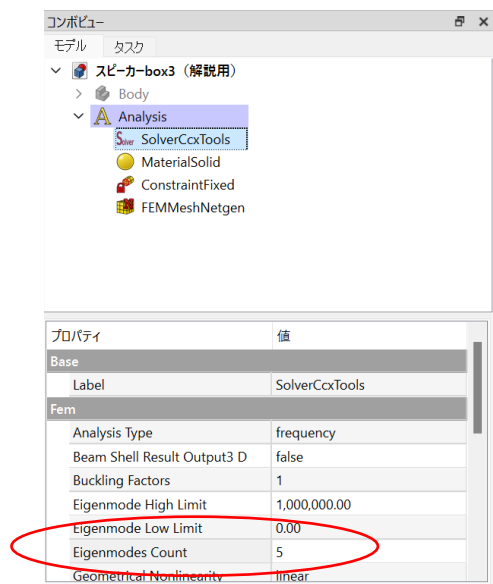 コンボビュー
モデル タスク
スピーカーbox3（解説用）
Body
Analysis
Solver SolverCcxTools
MaterialSolid
ConstraintFixed
FEMMeshNetgen
プロパティ 値
Base
Label SolverCcxTools
Fem
Analysis Type frequency
Beam Shell Result Output3 D false
Buckling Factors 1
Eigenmode High Limit 1,000,000.00
Eigenmode Low Limit 0.00
Eigenmodes Count 5
Geometrical Nonlinearity linear